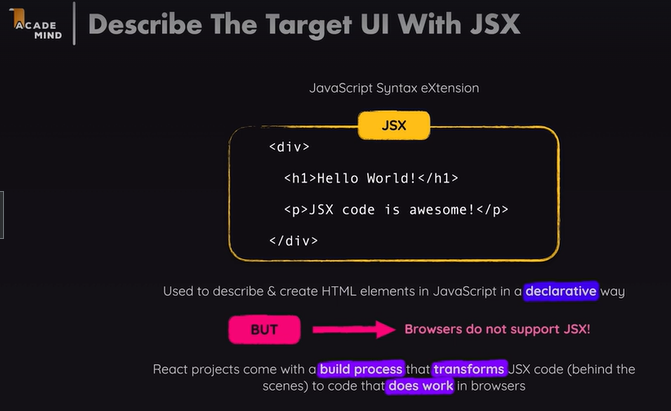 ACADE
MIND
Describe The Target UI With JSX
JavaScript Syntax eXtension
JSX
<div>
<h1>Hello World!</h1>
<p>JSX code is awesome!</p>
</div>
Used to describe & create HTML elements in JavaScript in a declarative way
BUT
Browsers do not support JSX!
React projects come with a build process that transforms JSX code (behind the
scenes) to code that does work in browsers